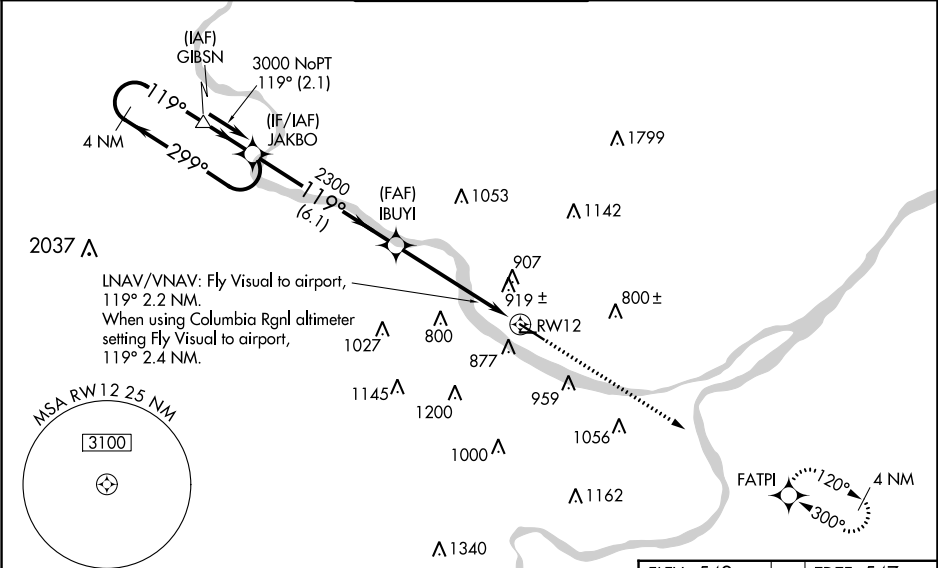 (IAF)
GIBSN
3000 NoPT
119° (2.1)
(IF/IAF)
JAKBO
119°
4 NM
299°
1799
2300
119°
(6.1)
(FAF)
IBUYI
1053
1142
2037
LNAV/VNAV: Fly Visual to airport,
119° 2.2 NM.
When using Columbia Rgnl altimeter
setting Fly Visual to airport,
119° 2.4 NM.
907
919 ±
800 ±
RW12
1027
800
877
1145
1200
959
MSA RW12 25 NM
3100
1000
1056
FATPI
120°
4 NM
300°
1162
1340